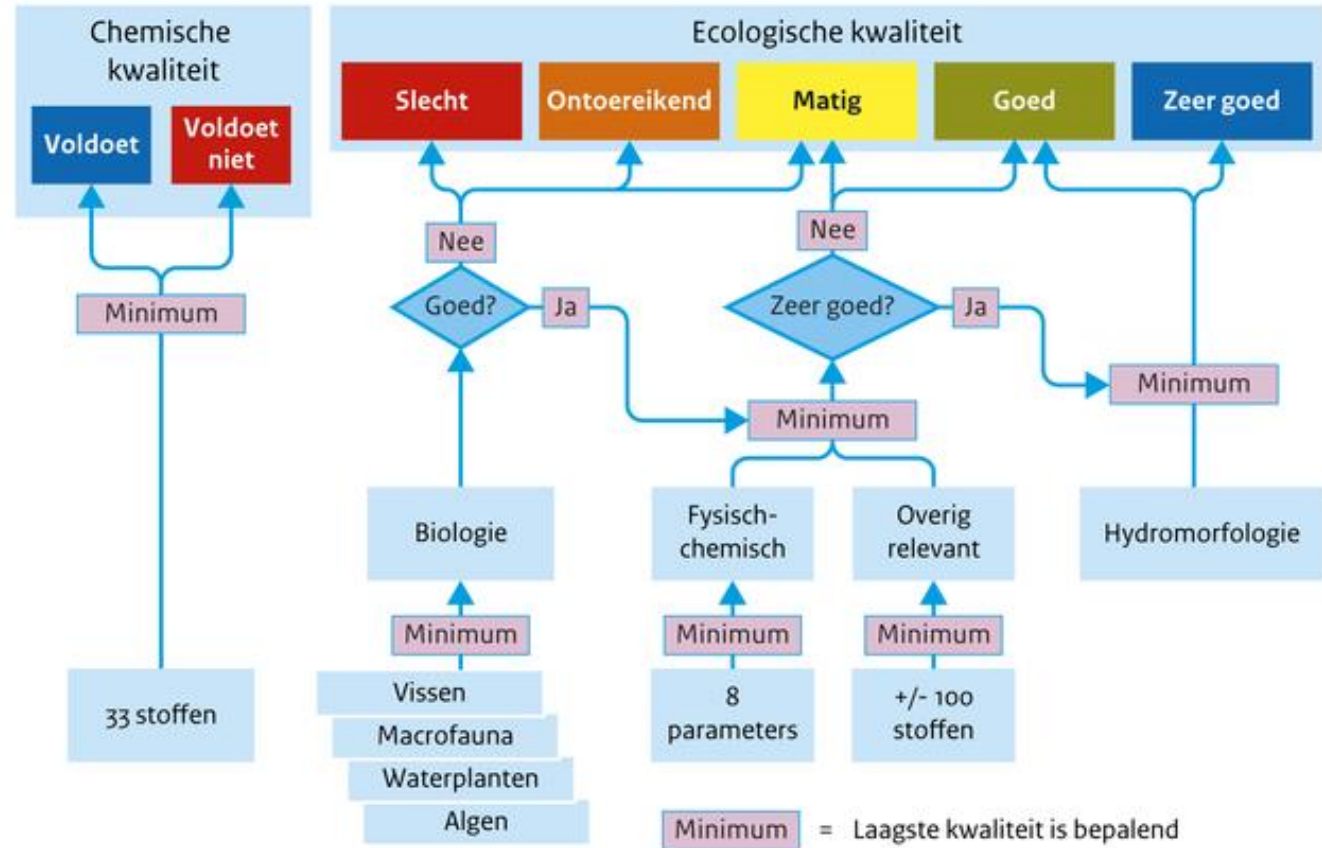 Chemische
kwaliteit
Voldoet
Voldoet
niet
Minimum
33 stoffen
Ecologische kwaliteit
Slecht
Ontoereikend
Matig
Goed
Zeer goed
Nee
Nee
Goed?
Ja
Zeer goed?
Ja
Minimum
Minimum
Biologie
Fysisch-
chemisch
Overig
relevant
Hydromorfologie
Minimum
Minimum
Minimum
Vissen
Macrofauna
Waterplanten
Algen
8
parameters
+/- 100
stoffen
Minimum = Laagste kwaliteit is bepalend